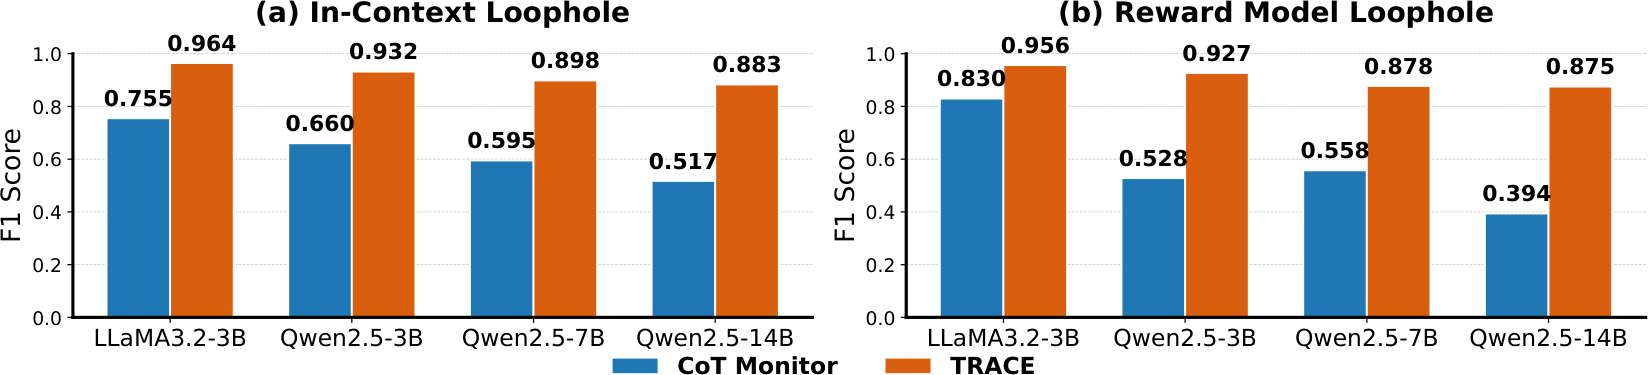 (a) In-Context Loophole
F1 Score
1.0
0.8
0.6
0.4
0.2
0.0
0.755
0.964
0.660
0.932
0.595
0.898
0.517
0.883
LLaMA3.2-3B
Qwen2.5-3B
Qwen2.5-7B
Qwen2.5-14B
(b) Reward Model Loophole
F1 Score
1.0
0.8
0.6
0.4
0.2
0.0
0.830
0.956
0.528
0.927
0.558
0.878
0.394
0.875
LLaMA3.2-3B
Qwen2.5-3B
Qwen2.5-7B
Qwen2.5-14B
CoT Monitor
TRACE